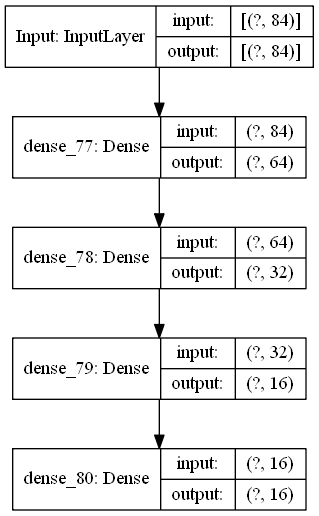 Input: InputLayer
input: [(?, 84)]
output: [(?, 84)]
dense_77: Dense
input: (?, 84)
output: (?, 64)
dense_78: Dense
input: (?, 64)
output: (?, 32)
dense_79: Dense
input: (?, 32)
output: (?, 16)
dense_80: Dense
input: (?, 16)
output: (?, 16)